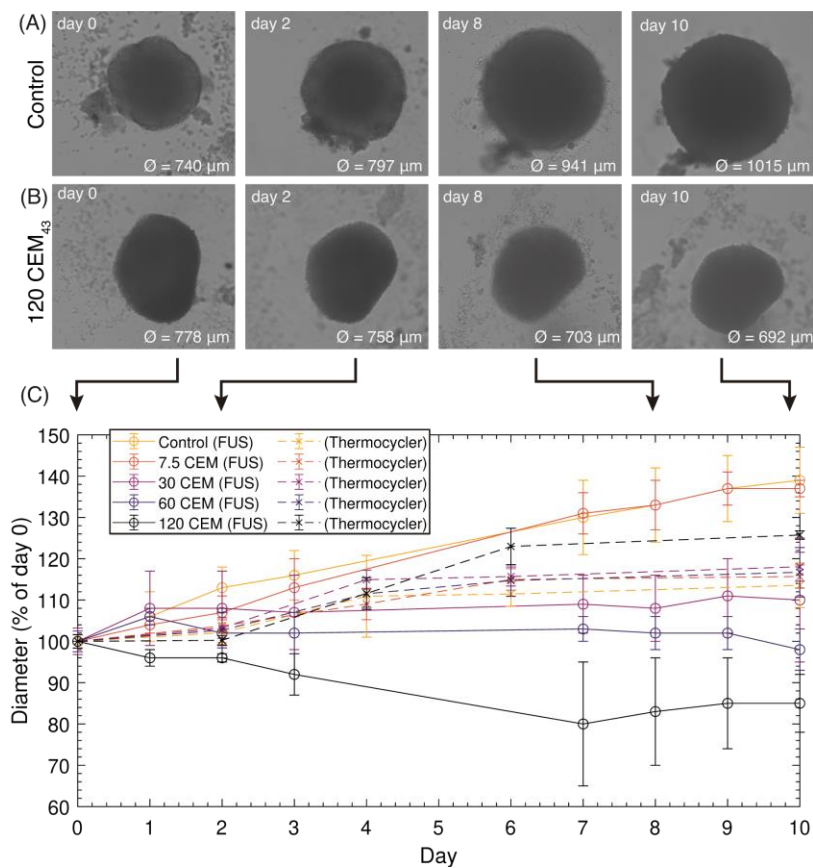 (A)
Control
day 0
Ø = 740 µm
day 2
Ø = 797 µm
day 8
Ø = 941 µm
day 10
Ø = 1015 µm
(B)
120 CEM₄₃
day 0
Ø = 778 µm
day 2
Ø = 758 µm
day 8
Ø = 703 µm
day 10
Ø = 692 µm
(C)
Control (FUS) (Thermocycler)
7.5 CEM (FUS) (Thermocycler)
30 CEM (FUS) (Thermocycler)
60 CEM (FUS) (Thermocycler)
120 CEM (FUS) (Thermocycler)
Diameter (% of day 0)
150
140
130
120
110
100
90
80
70
60
0 1 2 3 4 5 6 7 8 9 10
Day